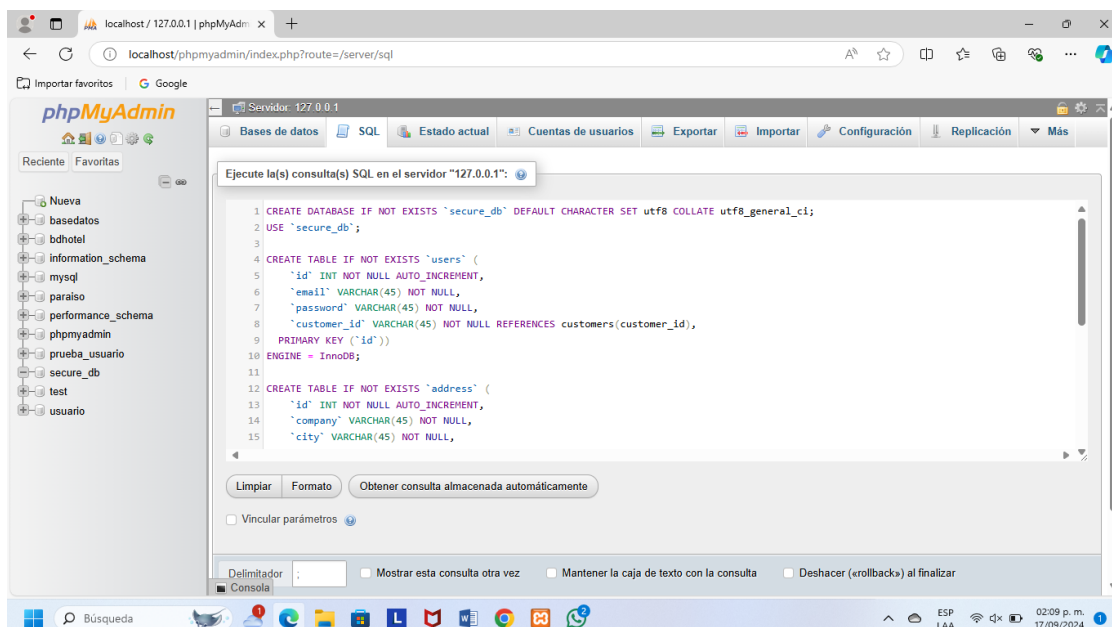 localhost / 127.0.0.1 | phpMyAdm
localhost/phpmyadmin/index.php?route=/server/sql
Importar favoritos
Google
phpMyAdmin
Reciente Favoritas
Nueva
basedatos
bdhotel
information_schema
mysql
paraiso
performance_schema
phpmyadmin
prueba_usuario
secure_db
test
usuario
Servidor: 127.0.0.1
Bases de datos SQL Estado actual Cuentas de usuarios Exportar Importar Configuración Replicación Más
Ejecute la(s) consulta(s) SQL en el servidor "127.0.0.1":
1 CREATE DATABASE IF NOT EXISTS `secure_db` DEFAULT CHARACTER SET utf8 COLLATE utf8_general_ci;
2 USE `secure_db`;
3
4 CREATE TABLE IF NOT EXISTS `users` (
5 `id` INT NOT NULL AUTO_INCREMENT,
6 `email` VARCHAR(45) NOT NULL,
7 `password` VARCHAR(45) NOT NULL,
8 `customer_id` VARCHAR(45) NOT NULL REFERENCES customers(customer_id),
9 PRIMARY KEY (`id`))
10 ENGINE = InnoDB;
11
12 CREATE TABLE IF NOT EXISTS `address` (
13 `id` INT NOT NULL AUTO_INCREMENT,
14 `company` VARCHAR(45) NOT NULL,
15 `city` VARCHAR(45) NOT NULL,
Limpiar Formato Obtener consulta almacenada automáticamente
Vincular parámetros
Delimitador ; Mostrar esta consulta otra vez Mantener la caja de texto con la consulta Deshacer («rollback») al finalizar
Consola
Búsqueda
ESP
LAA
02:09 p. m.
17/09/2024